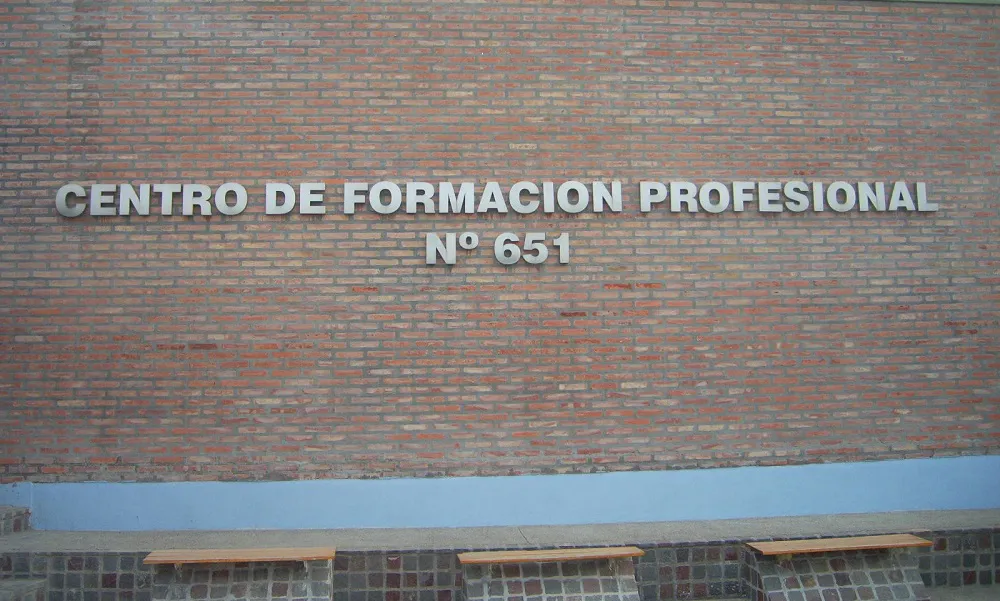 CENTRO DE FORMACION PROFESIONAL
Nº 651